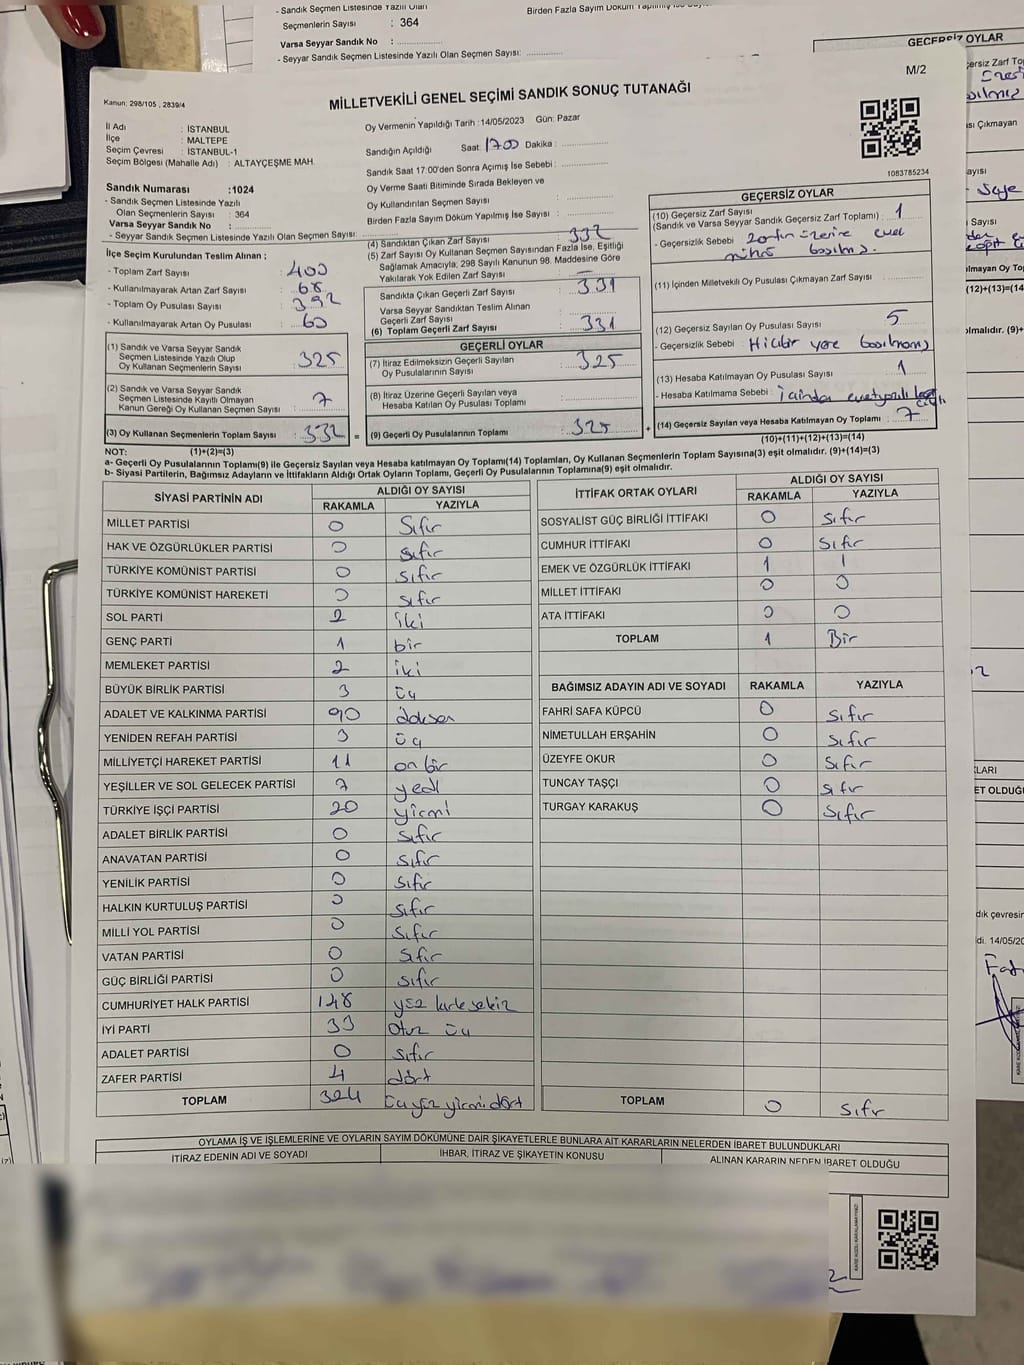 - Sandık Seçmen Listesinde Yazılı Olan
Seçmenlerin Sayısı : 364
Varsa Seyyar Sandık No :
- Seyyar Sandık Seçmen Listesinde Yazılı Olan Seçmen Sayısı:
Birden Fazla Sayım Döküm Yapılmış
GEÇERSİZ OYLAR
M/2
Kanun: 298/105 , 2839/4
MİLLETVEKİLİ GENEL SEÇİMİ SANDIK SONUÇ TUTANAĞI
İl Adı : İSTANBUL
İlçe : MALTEPE
Seçim Çevresi : İSTANBUL-1
Seçim Bölgesi (Mahalle Adı) : ALTAYÇEŞME MAH.
Sandık Numarası :1024
- Sandık Seçmen Listesinde Yazılı
Olan Seçmenlerin Sayısı : 364
Varsa Seyyar Sandık No :
- Seyyar Sandık Seçmen Listesinde Yazılı Olan Seçmen Sayısı:
Oy Vermenin Yapıldığı Tarih :14/05/2023 Gün: Pazar
Sandığın Açıldığı Saat 17:00 Dakika :
Sandık Saat 17:00'den Sonra Açımış İse Sebebi :
Oy Verme Saati Bitiminde Sırada Bekleyen ve
Oy Kullandırılan Seçmen Sayısı :
Birden Fazla Sayım Döküm Yapılmış İse Sayısı :
1083785234
İlçe Seçim Kurulundan Teslim Alınan ;
- Toplam Zarf Sayısı : 400
- Kullanılmayarak Artan Zarf Sayısı : 68
- Toplam Oy Pusulası Sayısı : 392
- Kullanılmayarak Artan Oy Pusulası : 60
(1) Sandık ve Varsa Seyyar Sandık
Seçmen Listesinde Yazılı Olup
Oy Kullanan Seçmenlerin Sayısı : 325
(2) Sandık ve Varsa Seyyar Sandık
Seçmen Listesinde Kayıtlı Olmayan
Kanun Gereği Oy Kullanan Seçmen Sayısı : 7
(3) Oy Kullanan Seçmenlerin Toplam Sayısı : 332 =
(1)+(2)=(3)
(4) Sandıktan Çıkan Zarf Sayısı : 332
(5) Zarf Sayısı Oy Kullanan Seçmen Sayısından Fazla İse, Eşitliği
Sağlamak Amacıyla, 298 Sayılı Kanunun 98. Maddesine Göre
Yakılarak Yok Edilen Zarf Sayısı : —
Sandıkta Çıkan Geçerli Zarf Sayısı : 331
Varsa Seyyar Sandıktan Teslim Alınan
Geçerli Zarf Sayısı :
(6) Toplam Geçerli Zarf Sayısı : 331
GEÇERLİ OYLAR
(7) İtiraz Edilmeksizin Geçerli Sayılan
Oy Pusulalarının Sayısı : 325
(8) İtiraz Üzerine Geçerli Sayılan veya
Hesaba Katılan Oy Pusulası Toplamı :
(9) Geçerli Oy Pusulalarının Toplamı : 325 +
GEÇERSİZ OYLAR
(10) Geçersiz Zarf Sayısı
(Sandık ve Varsa Seyyar Sandık Geçersiz Zarf Toplamı) : 1
- Geçersizlik Sebebi : zarfın üzerine evet
mührü basılmış.
(11) İçinden Milletvekili Oy Pusulası Çıkmayan Zarf Sayısı :
(12) Geçersiz Sayılan Oy Pusulası Sayısı : 5
- Geçersizlik Sebebi : Hiçbir yere basılmamış
(13) Hesaba Katılmayan Oy Pusulası Sayısı : 1
- Hesaba Katılmama Sebebi : içinden evet yazılı
(14) Geçersiz Sayılan veya Hesaba Katılmayan Oy Toplamı : 7
(10)+(11)+(12)+(13)=(14)
NOT:
a- Geçerli Oy Pusulalarının Toplamı(9) ile Geçersiz Sayılan veya Hesaba katılmayan Oy Toplamı(14) Toplamları, Oy Kullanan Seçmenlerin Toplam Sayısına(3) eşit olmalıdır. (9)+(14)=(3)
b- Siyasi Partilerin, Bağımsız Adayların ve İttifakların Aldığı Ortak Oyların Toplamı, Geçerli Oy Pusulalarının Toplamına(9) eşit olmalıdır.
SİYASİ PARTİNİN ADI ALDIĞI OY SAYISI
RAKAMLA YAZIYLA
MİLLET PARTİSİ 0 Sıfır
HAK VE ÖZGÜRLÜKLER PARTİSİ 0 sıfır
TÜRKİYE KOMÜNİST PARTİSİ 0 sıfır
TÜRKİYE KOMÜNİST HAREKETİ 0 sıfır
SOL PARTİ 2 iki
GENÇ PARTİ 1 bir
MEMLEKET PARTİSİ 2 iki
BÜYÜK BİRLİK PARTİSİ 3 üç
ADALET VE KALKINMA PARTİSİ 90 doksan
YENİDEN REFAH PARTİSİ 3 üç
MİLLİYETÇİ HAREKET PARTİSİ 11 on bir
YEŞİLLER VE SOL GELECEK PARTİSİ 7 yedi
TÜRKİYE İŞÇİ PARTİSİ 20 yirmi
ADALET BİRLİK PARTİSİ 0 sıfır
ANAVATAN PARTİSİ 0 sıfır
YENİLİK PARTİSİ 0 sıfır
HALKIN KURTULUŞ PARTİSİ 0 sıfır
MİLLİ YOL PARTİSİ 0 sıfır
VATAN PARTİSİ 0 sıfır
GÜÇ BİRLİĞİ PARTİSİ 0 sıfır
CUMHURİYET HALK PARTİSİ 148 yüz kırk sekiz
İYİ PARTİ 33 Otuz üç
ADALET PARTİSİ 0 sıfır
ZAFER PARTİSİ 4 dört
TOPLAM 324 üç yüz yirmi dört
İTTİFAK ORTAK OYLARI ALDIĞI OY SAYISI
RAKAMLA YAZIYLA
SOSYALİST GÜÇ BİRLİĞİ İTTİFAKI 0 sıfır
CUMHUR İTTİFAKI 0 sıfır
EMEK VE ÖZGÜRLÜK İTTİFAKI 1 1
MİLLET İTTİFAKI 0 0
ATA İTTİFAKI 0 0
TOPLAM 1 Bir
BAĞIMSIZ ADAYIN ADI VE SOYADI RAKAMLA YAZIYLA
FAHRİ SAFA KÜPCÜ 0 sıfır
NİMETULLAH ERŞAHİN 0 sıfır
ÜZEYFE OKUR 0 sıfır
TUNCAY TAŞÇI 0 sıfır
TURGAY KARAKUŞ 0 sıfır
TOPLAM 0 sıfır
OYLAMA İŞ VE İŞLEMLERİNE VE OYLARIN SAYIM DÖKÜMÜNE DAİR ŞİKAYETLERLE BUNLARA AİT KARARLARIN NELERDEN İBARET BULUNDUKLARI
İTİRAZ EDENİN ADI VE SOYADI İHBAR, İTİRAZ VE ŞİKAYETİN KONUSU ALINAN KARARIN NEDEN İBARET OLDUĞU